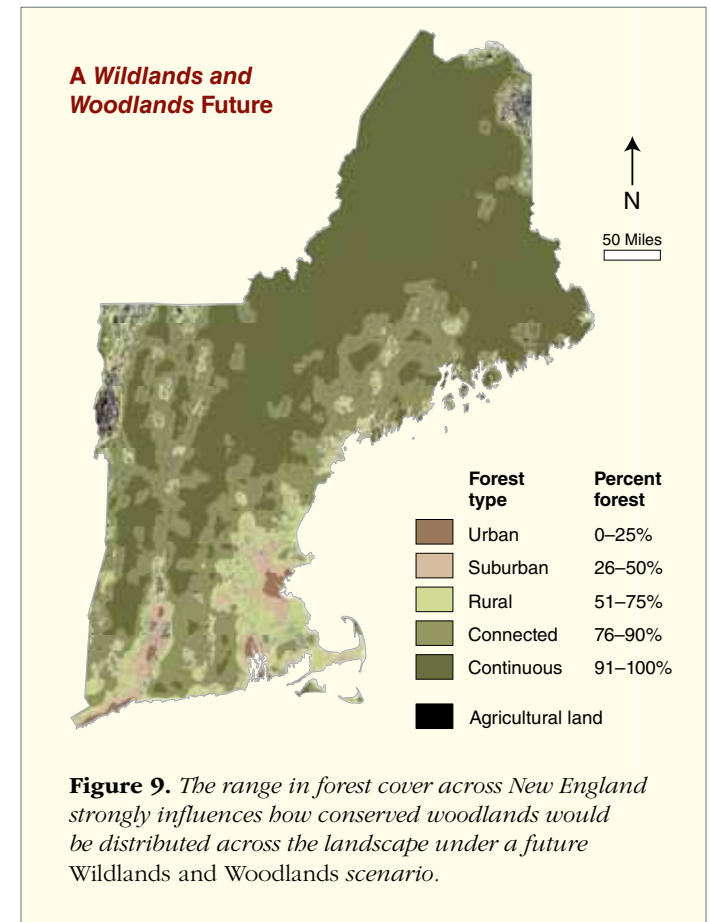 A Wildlands and
Woodlands Future
N
50 Miles
Forest type Percent forest
Urban 0–25%
Suburban 26–50%
Rural 51–75%
Connected 76–90%
Continuous 91–100%
Agricultural land
Figure 9. The range in forest cover across New England
strongly influences how conserved woodlands would
be distributed across the landscape under a future
Wildlands and Woodlands scenario.